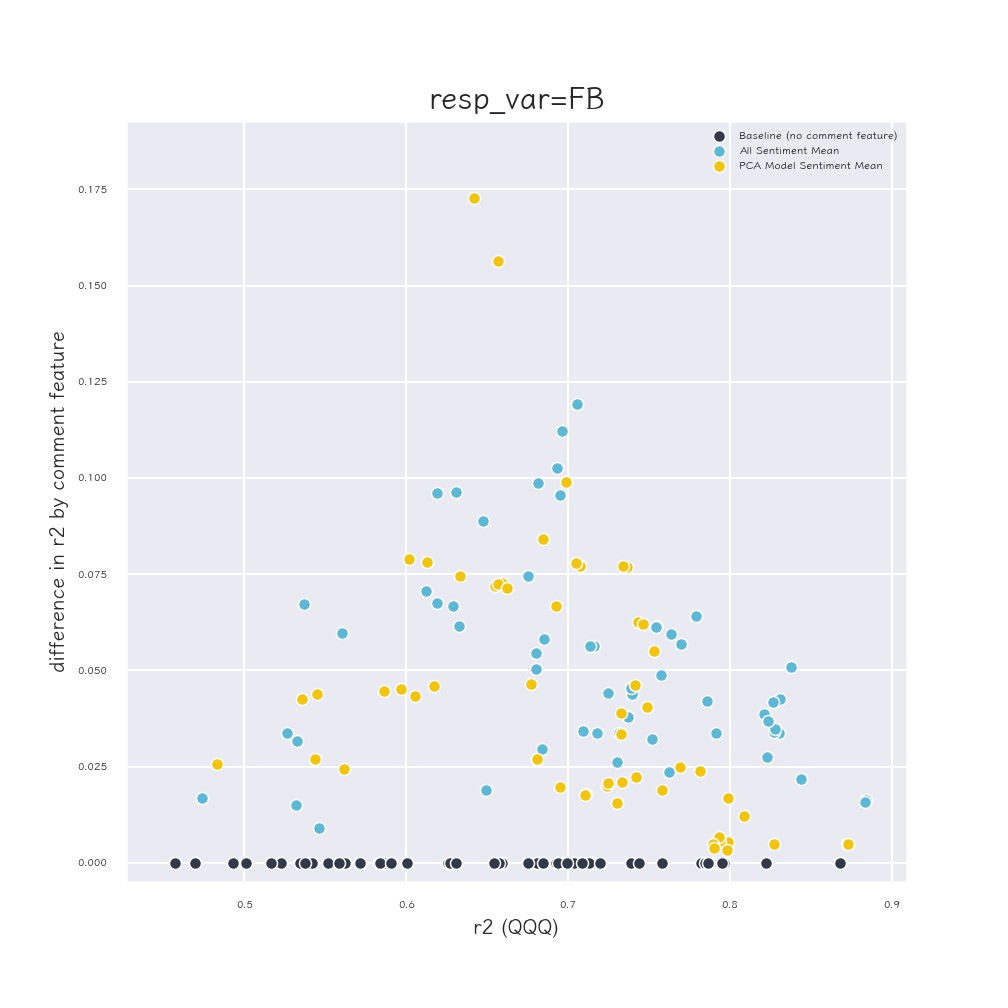 resp_var=FB
Baseline (no comment feature)
All Sentiment Mean
PCA Model Sentiment Mean
difference in r2 by comment feature
0.175
0.150
0.125
0.100
0.075
0.050
0.025
0.000
0.5 0.6 0.7 0.8 0.9
r2 (QQQ)